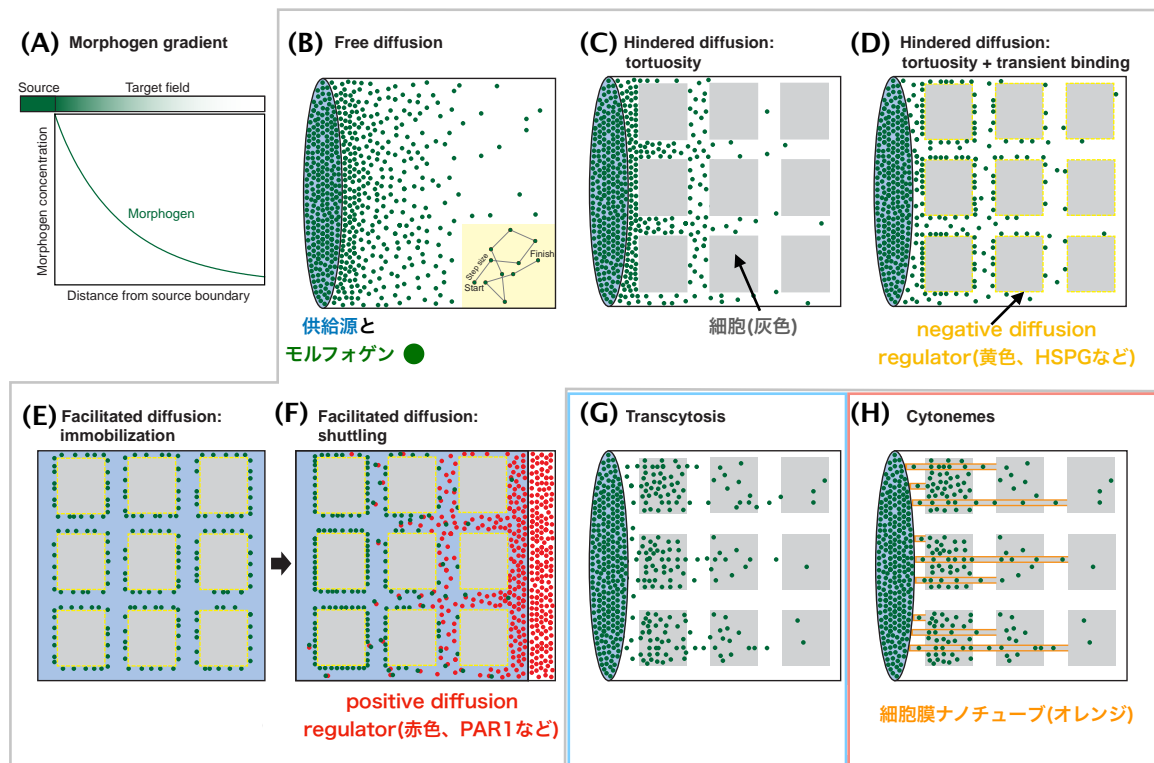 (A) Morphogen gradient
Source
Target field
Morphogen concentration
Morphogen
Distance from source boundary
(B) Free diffusion
Step size
Start
Finish
供給源と
モルフォゲン
(C) Hindered diffusion:
tortuosity
細胞(灰色)
(D) Hindered diffusion:
tortuosity + transient binding
negative diffusion
regulator(黄色、HSPGなど)
(E) Facilitated diffusion:
immobilization
(F) Facilitated diffusion:
shuttling
positive diffusion
regulator(赤色、PAR1など)
(G) Transcytosis
(H) Cytonemes
細胞膜ナノチューブ(オレンジ)